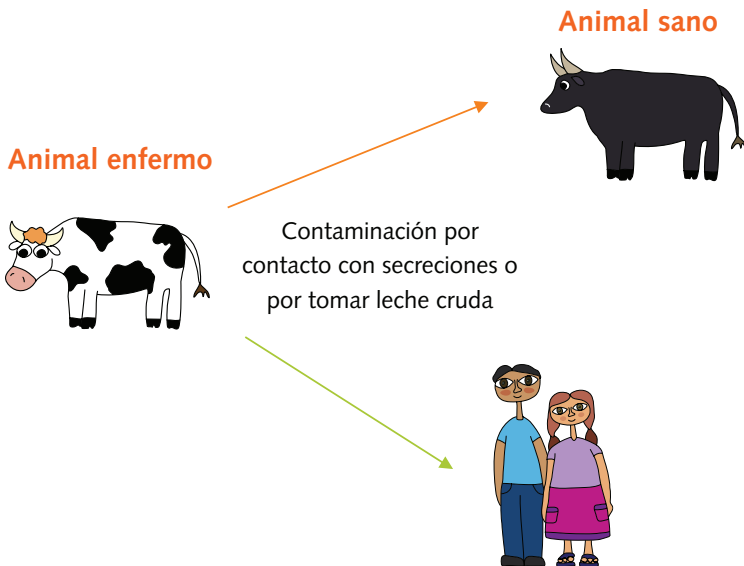 Animal sano
Animal enfermo
Contaminación por
contacto con secreciones o
por tomar leche cruda